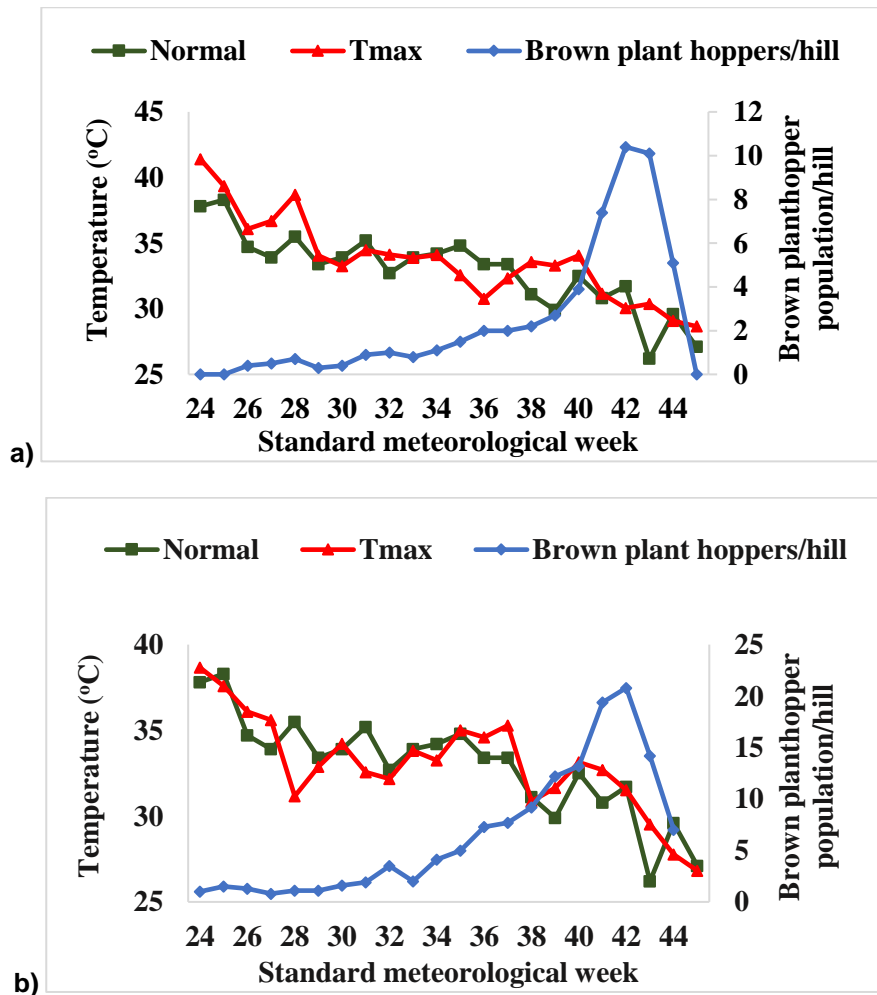 Normal Tmax Brown plant hoppers/hill
Temperature (ºC)
45
40
35
30
25
12
10
8
6
4
2
0
Brown planthopper
population/hill
24 26 28 30 32 34 36 38 40 42 44
Standard meteorological week
a)
Normal Tmax Brown plant hoppers/hill
Temperature (ºC)
40
35
30
25
25
20
15
10
5
0
Brown planthopper
population/hill
24 26 28 30 32 34 36 38 40 42 44
Standard meteorological week
b)